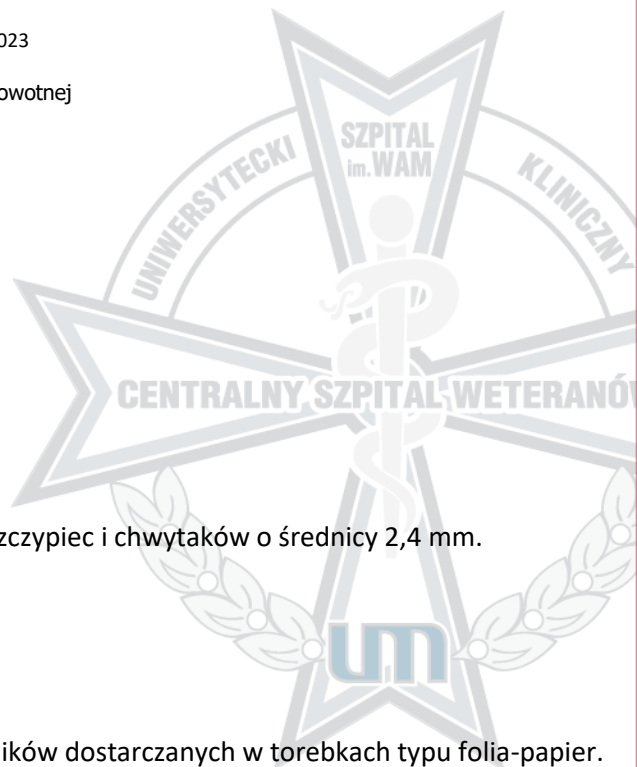 023
owotnej
SZPITAL
im. WAM
UNIWERSYTECKI
KLINICZNY
CENTRALNY SZPITAL WETERANÓW
zczypiec i chwytaków o średnicy 2,4 mm.
um
ików dostarczanych w torebkach typu folia-papier.